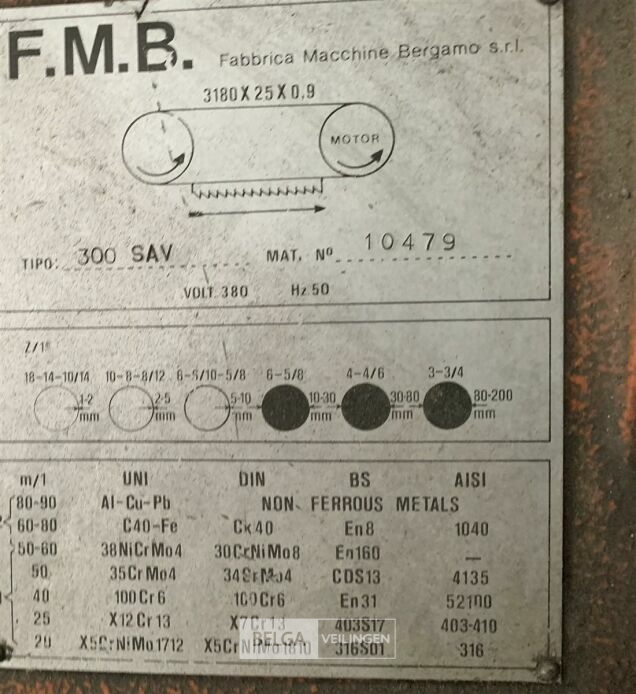 F.M.B. Fabbrica Macchine Bergamo s.r.l.
3180 X 25 X 0,9
MOTOR
TIPO: 300 SAV MAT. Nº 10479
VOLT. 380 Hz 50
Z/1"
18-14-10/14 10-8-8/12 6-5/10-5/8 6-5/8 4-4/6 3-3/4
1-2 mm 2-5 mm 5-10 mm 10-30 mm 30-80 mm 80-200 mm
m/1 UNI DIN BS AISI
80-90 Al-Cu-Pb NON FERROUS METALS
60-80 C40-Fe Ck40 En8 1040
50-60 38NiCrMo4 30CrNiMo8 En160 —
50 35CrMo4 34CrMo4 CDS13 4135
40 100Cr6 100Cr6 En31 52100
25 X12Cr13 X7Cr13 403S17 403-410
20 X5CrNiMo1712 X5CrNiMo1810 316S01 316
BELGA VEILINGEN